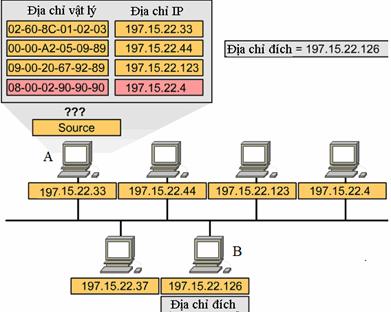 Địa chỉ vật lý Địa chỉ IP
02-60-8C-01-02-03 197.15.22.33
00-00-A2-05-09-89 197.15.22.44
09-00-20-67-92-89 197.15.22.123
08-00-02-90-90-90 197.15.22.4
Địa chỉ đích = 197.15.22.126
???
Source
A
197.15.22.33 197.15.22.44 197.15.22.123 197.15.22.4
B
197.15.22.37 197.15.22.126
Địa chỉ đích